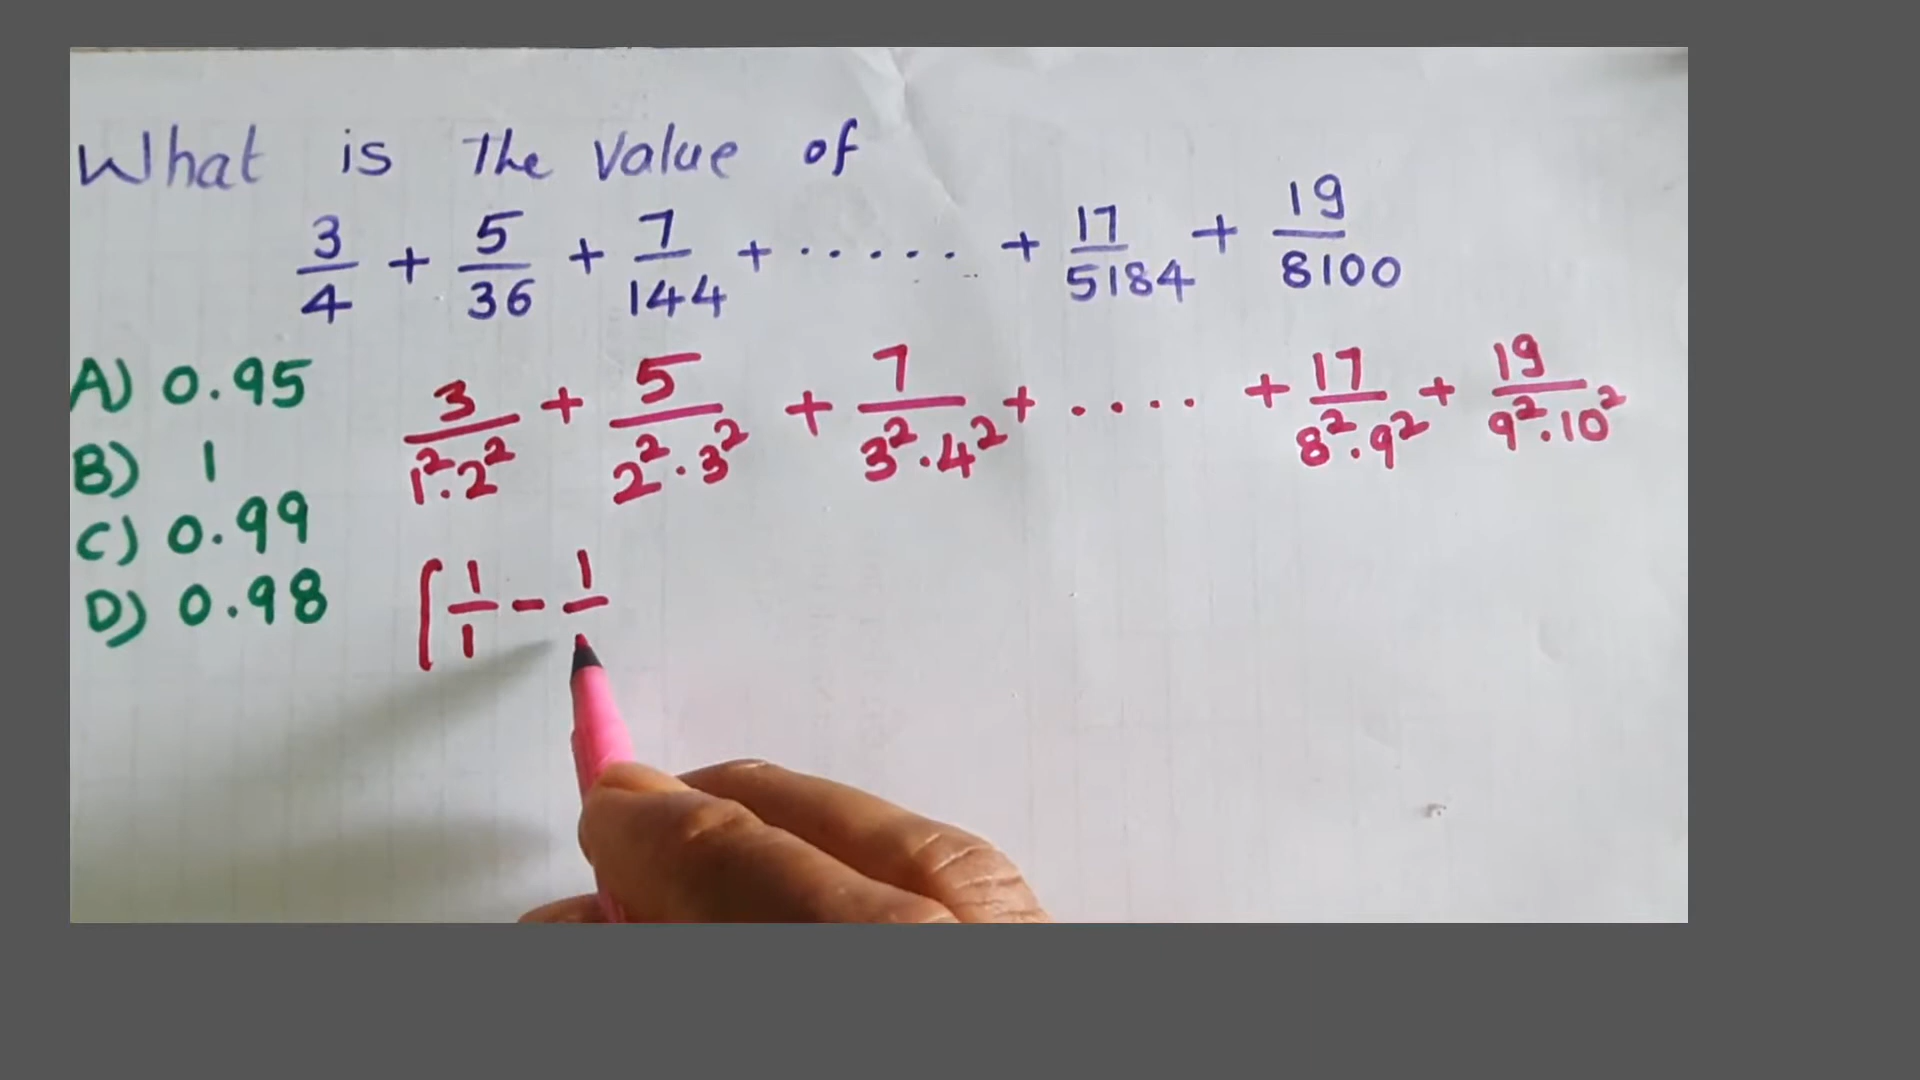 What is The Value of
3/4 + 5/36 + 7/144 + ..... + 17/5184 + 19/8100
A) 0.95
B) 1
C) 0.99
D) 0.98
3/1².2² + 5/2².3² + 7/3².4² + .... + 17/8².9² + 19/9².10²
[1/1 - 1/